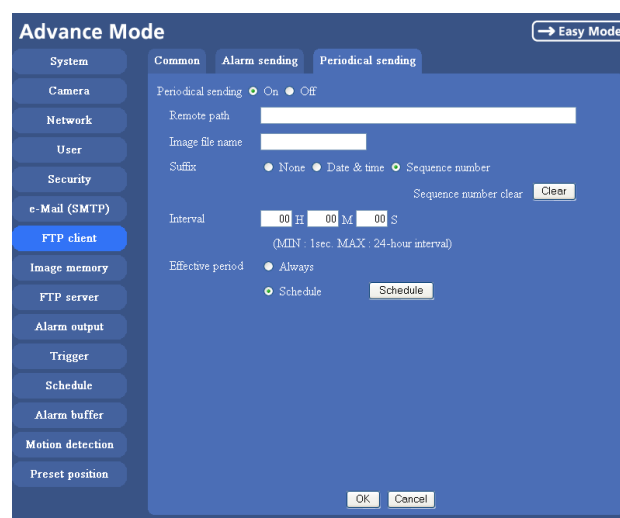 Advance Mode
Easy Mode
System
Camera
Network
User
Security
e-Mail (SMTP)
FTP client
Image memory
FTP server
Alarm output
Trigger
Schedule
Alarm buffer
Motion detection
Preset position
Common Alarm sending Periodical sending
Periodical sending On Off
Remote path
Image file name
Suffix None Date & time Sequence number
Sequence number clear Clear
Interval 00 H 00 M 00 S
(MIN : 1sec. MAX : 24-hour interval)
Effective period Always
Schedule Schedule
OK Cancel